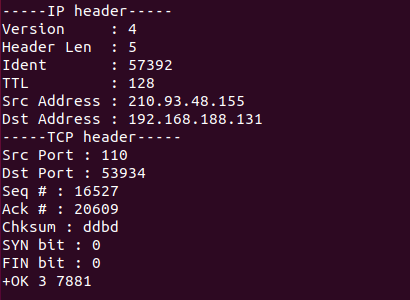 -----IP header-----
Version     : 4
Header Len  : 5
Ident       : 57392
TTL         : 128
Src Address : 210.93.48.155
Dst Address : 192.168.188.131
-----TCP header-----
Src Port : 110
Dst Port : 53934
Seq # : 16527
Ack # : 20609
Chksum : ddbd
SYN bit : 0
FIN bit : 0
+OK 3 7881